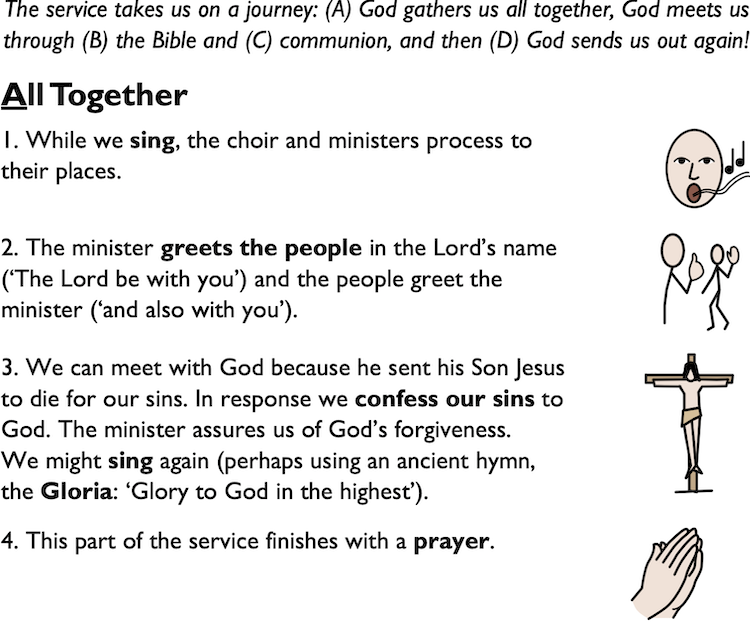 The service takes us on a journey: (A) God gathers us all together, God meets us
through (B) the Bible and (C) communion, and then (D) God sends us out again!
All Together
1. While we sing, the choir and ministers process to
their places.
2. The minister greets the people in the Lord’s name
(‘The Lord be with you’) and the people greet the
minister (‘and also with you’).
3. We can meet with God because he sent his Son Jesus
to die for our sins. In response we confess our sins to
God. The minister assures us of God’s forgiveness.
We might sing again (perhaps using an ancient hymn,
the Gloria: ‘Glory to God in the highest’).
4. This part of the service finishes with a prayer.